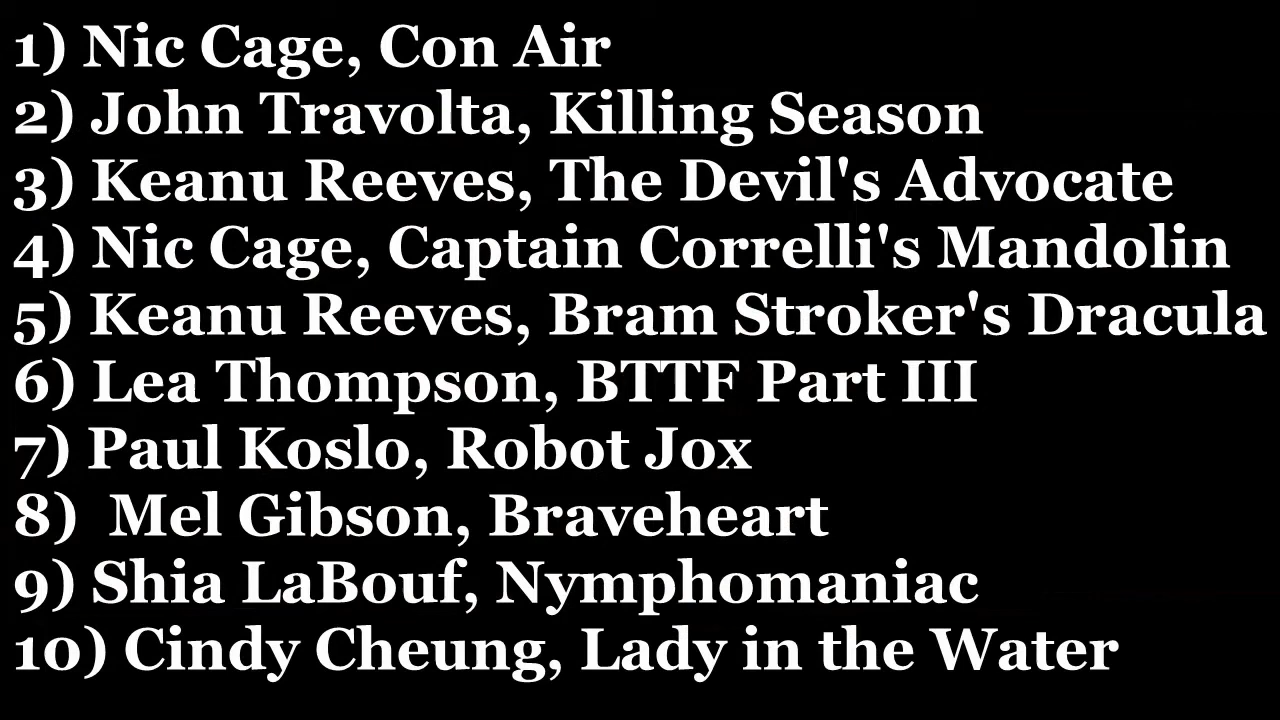 1) Nic Cage, Con Air
2) John Travolta, Killing Season
3) Keanu Reeves, The Devil's Advocate
4) Nic Cage, Captain Correlli's Mandolin
5) Keanu Reeves, Bram Stroker's Dracula
6) Lea Thompson, BTTF Part III
7) Paul Koslo, Robot Jox
8)  Mel Gibson, Braveheart
9) Shia LaBouf, Nymphomaniac
10) Cindy Cheung, Lady in the Water